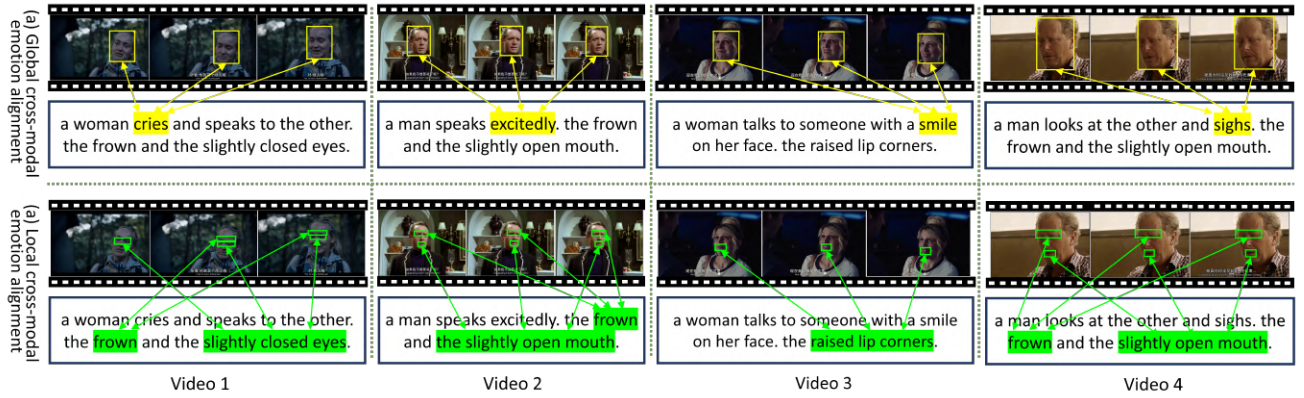 (a) Global cross-modal
emotion alignment
a woman cries and speaks to the other.
the frown and the slightly closed eyes.
a man speaks excitedly. the frown
and the slightly open mouth.
a woman talks to someone with a smile
on her face. the raised lip corners.
a man looks at the other and sighs. the
frown and the slightly open mouth.
(a) Local cross-modal
emotion alignment
a woman cries and speaks to the other.
the frown and the slightly closed eyes.
a man speaks excitedly. the frown
and the slightly open mouth.
a woman talks to someone with a smile
on her face. the raised lip corners.
a man looks at the other and sighs. the
frown and the slightly open mouth.
Video 1
Video 2
Video 3
Video 4